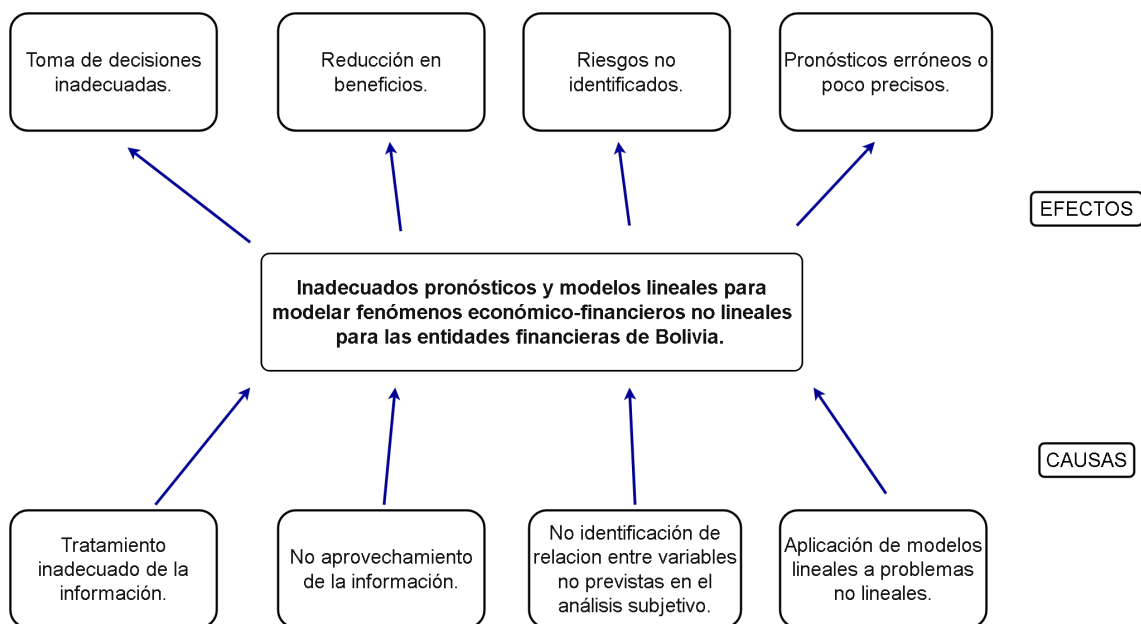 Toma de decisiones
inadecuadas.
Reducción en
beneficios.
Riesgos no
identificados.
Pronósticos erróneos o
poco precisos.
EFECTOS
Inadecuados pronósticos y modelos lineales para
modelar fenómenos económico-financieros no lineales
para las entidades financieras de Bolivia.
CAUSAS
Tratamiento
inadecuado de la
información.
No aprovechamiento
de la información.
No identificación de
relacion entre variables
no previstas en el
análisis subjetivo.
Aplicación de modelos
lineales a problemas
no lineales.